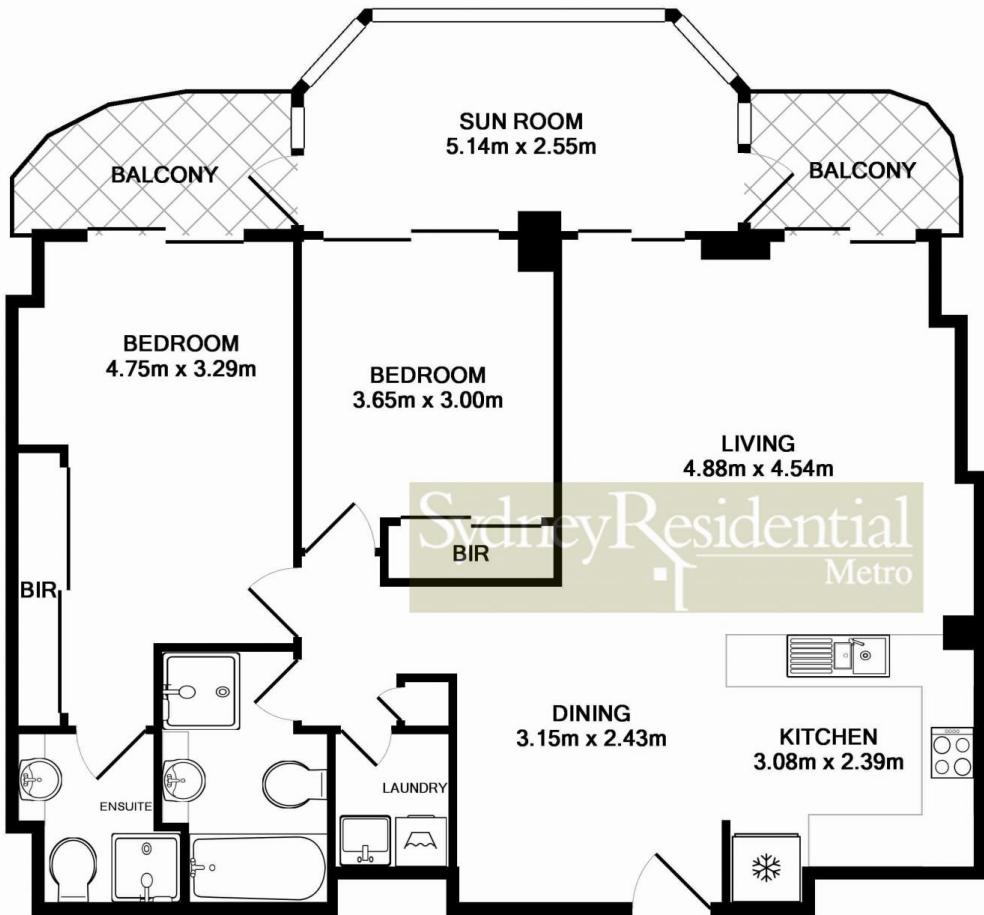 SUN ROOM
5.14m x 2.55m
BALCONY
BALCONY
BEDROOM
4.75m x 3.29m
BEDROOM
3.65m x 3.00m
LIVING
4.88m x 4.54m
SydneyResidential
Metro
BIR
BIR
DINING
3.15m x 2.43m
KITCHEN
3.08m x 2.39m
ENSUITE
LAUNDRY